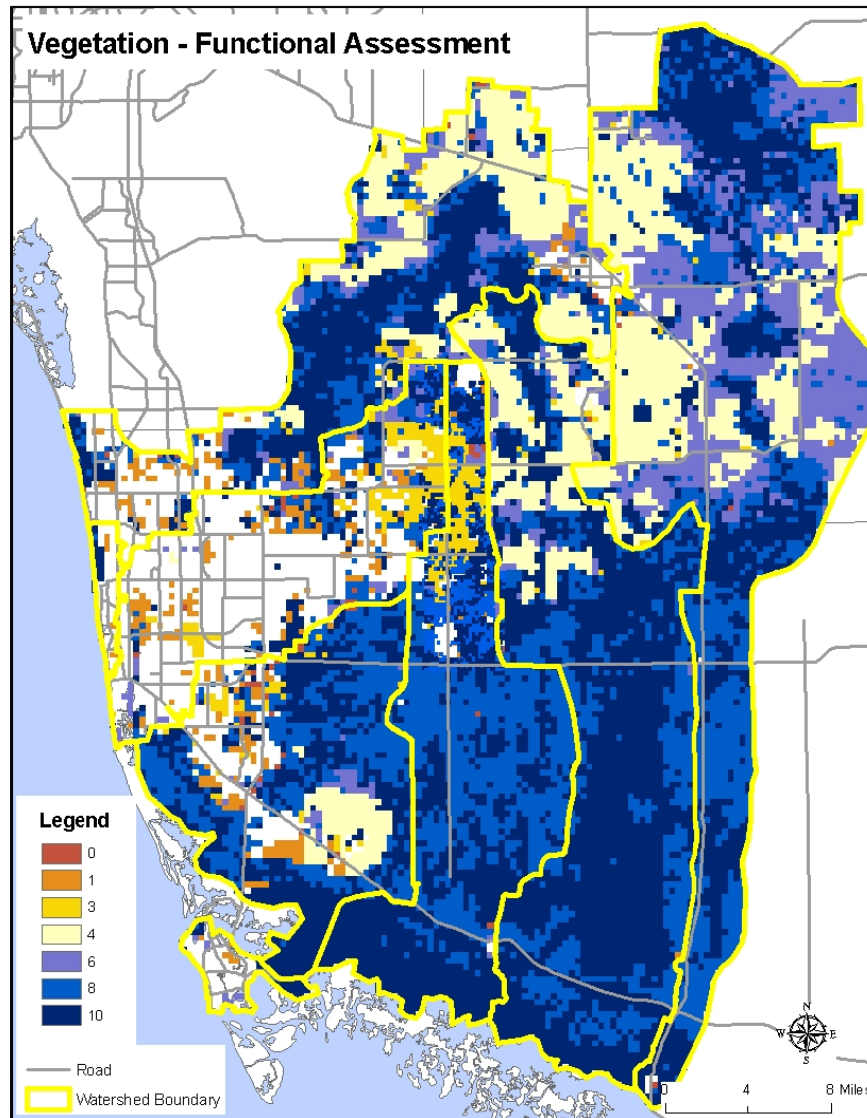 Vegetation - Functional Assessment
Legend
0
1
3
4
6
8
10
Road
Watershed Boundary
N
W E
S
0 4 8 Miles